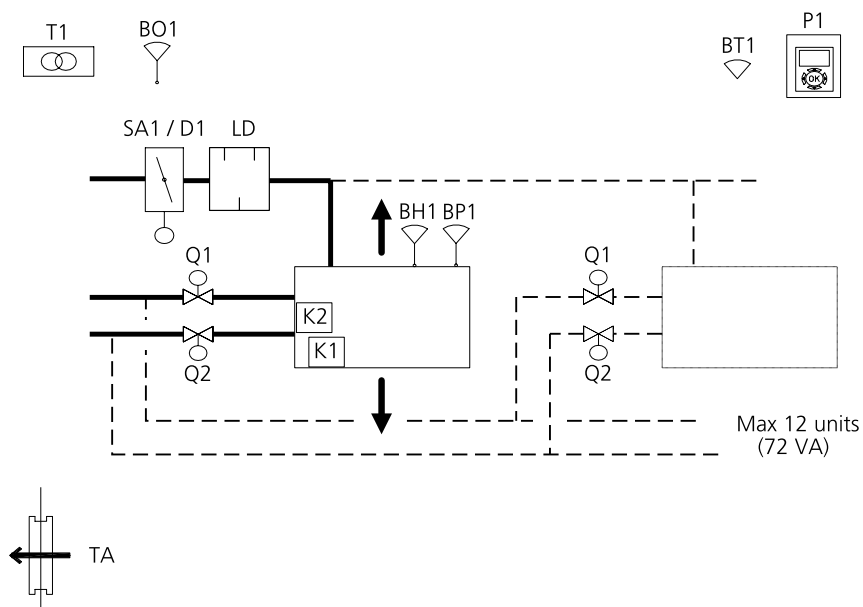 T1
BO1
BT1
P1
OK
SA1 / D1
LD
BH1
BP1
Q1
Q1
K2
K1
Q2
Q2
Max 12 units
(72 VA)
TA